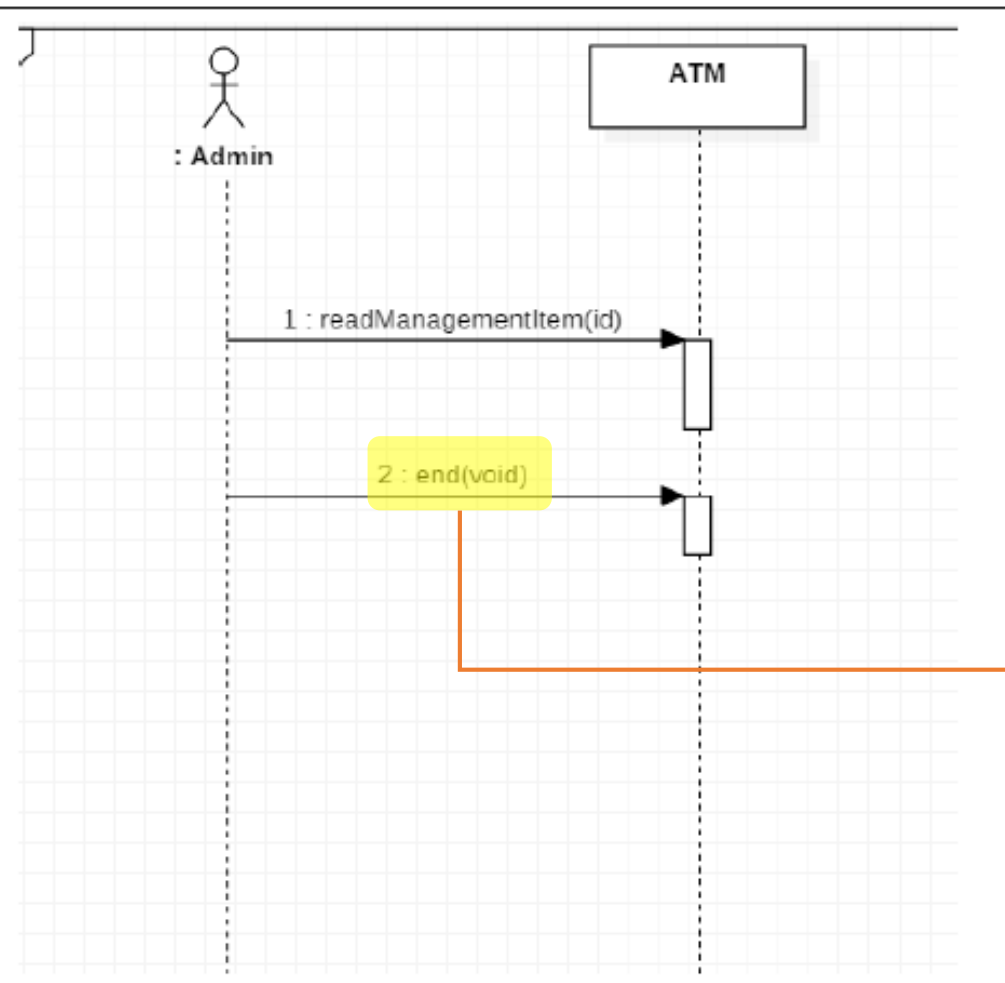 ATM
: Admin
1 : readManagementItem(id)
2 : end(void)